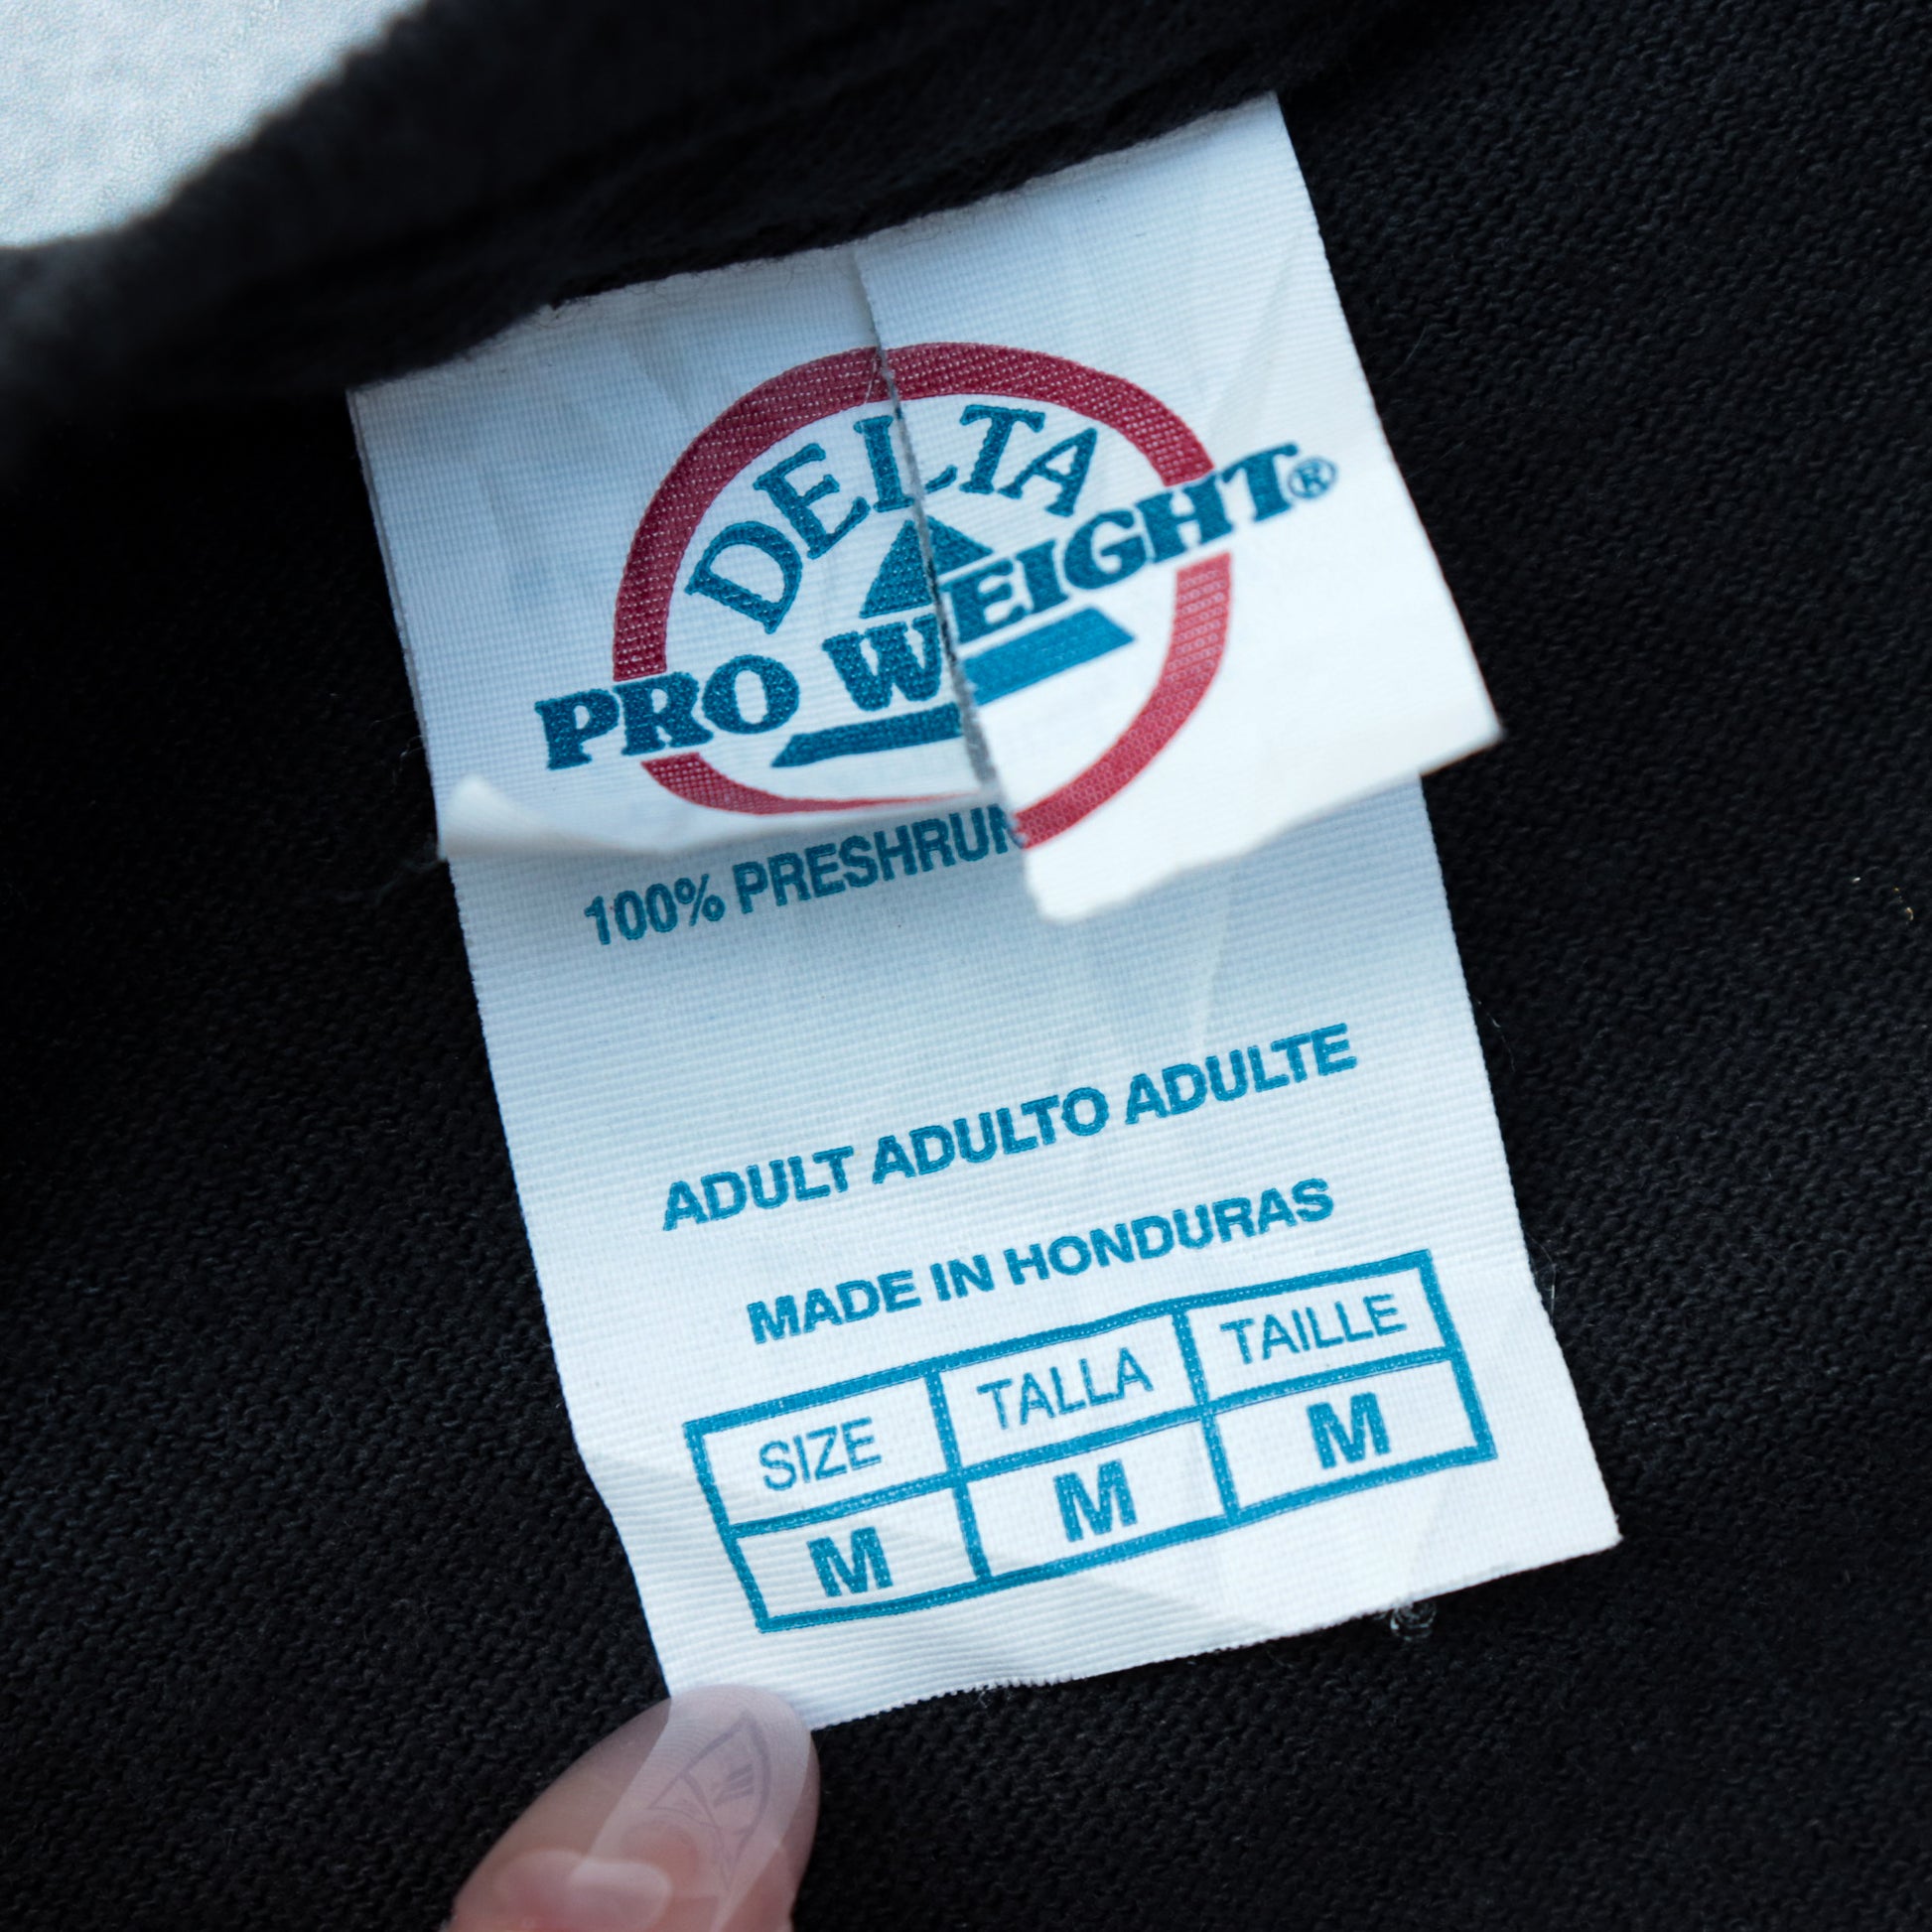 DELTA
PRO WEIGHT®
100% PRESHRUN
ADULT ADULTO ADULTE
MADE IN HONDURAS
SIZE TALLA TAILLE
M M M